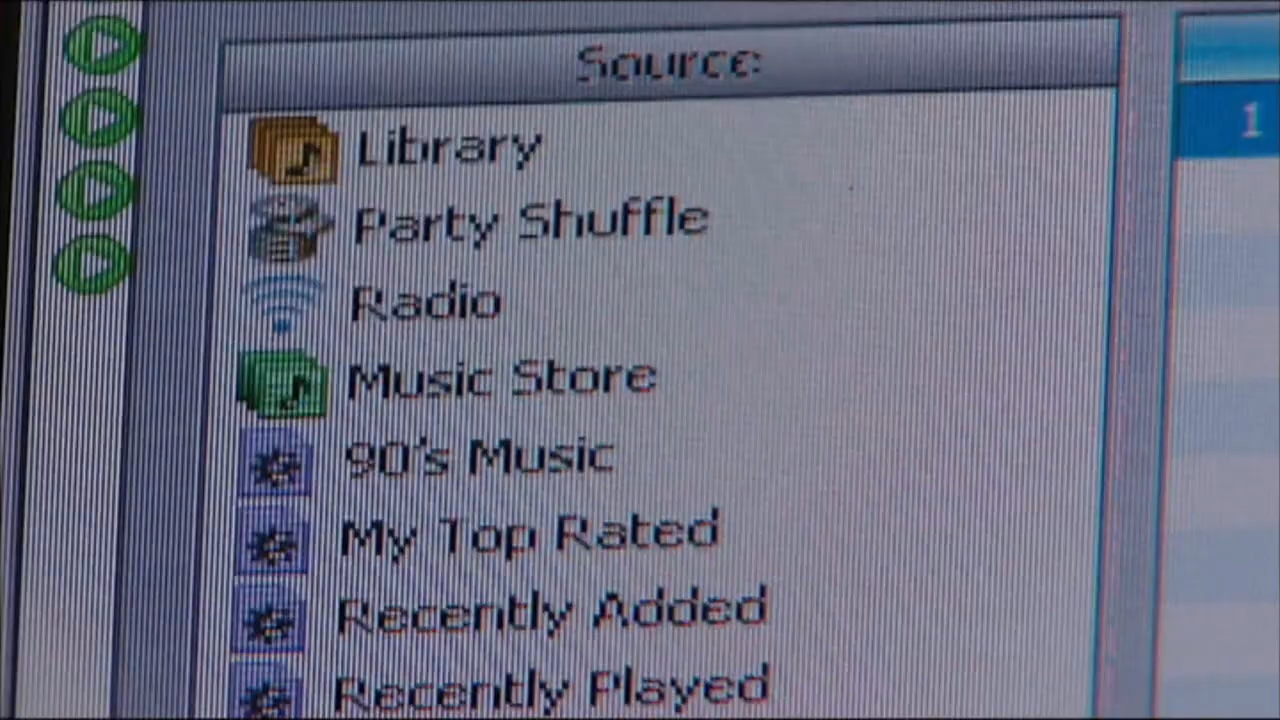 Source
Library
1
Party Shuffle
Radio
Music Store
90's Music
My Top Rated
Recently Added
Recently Played